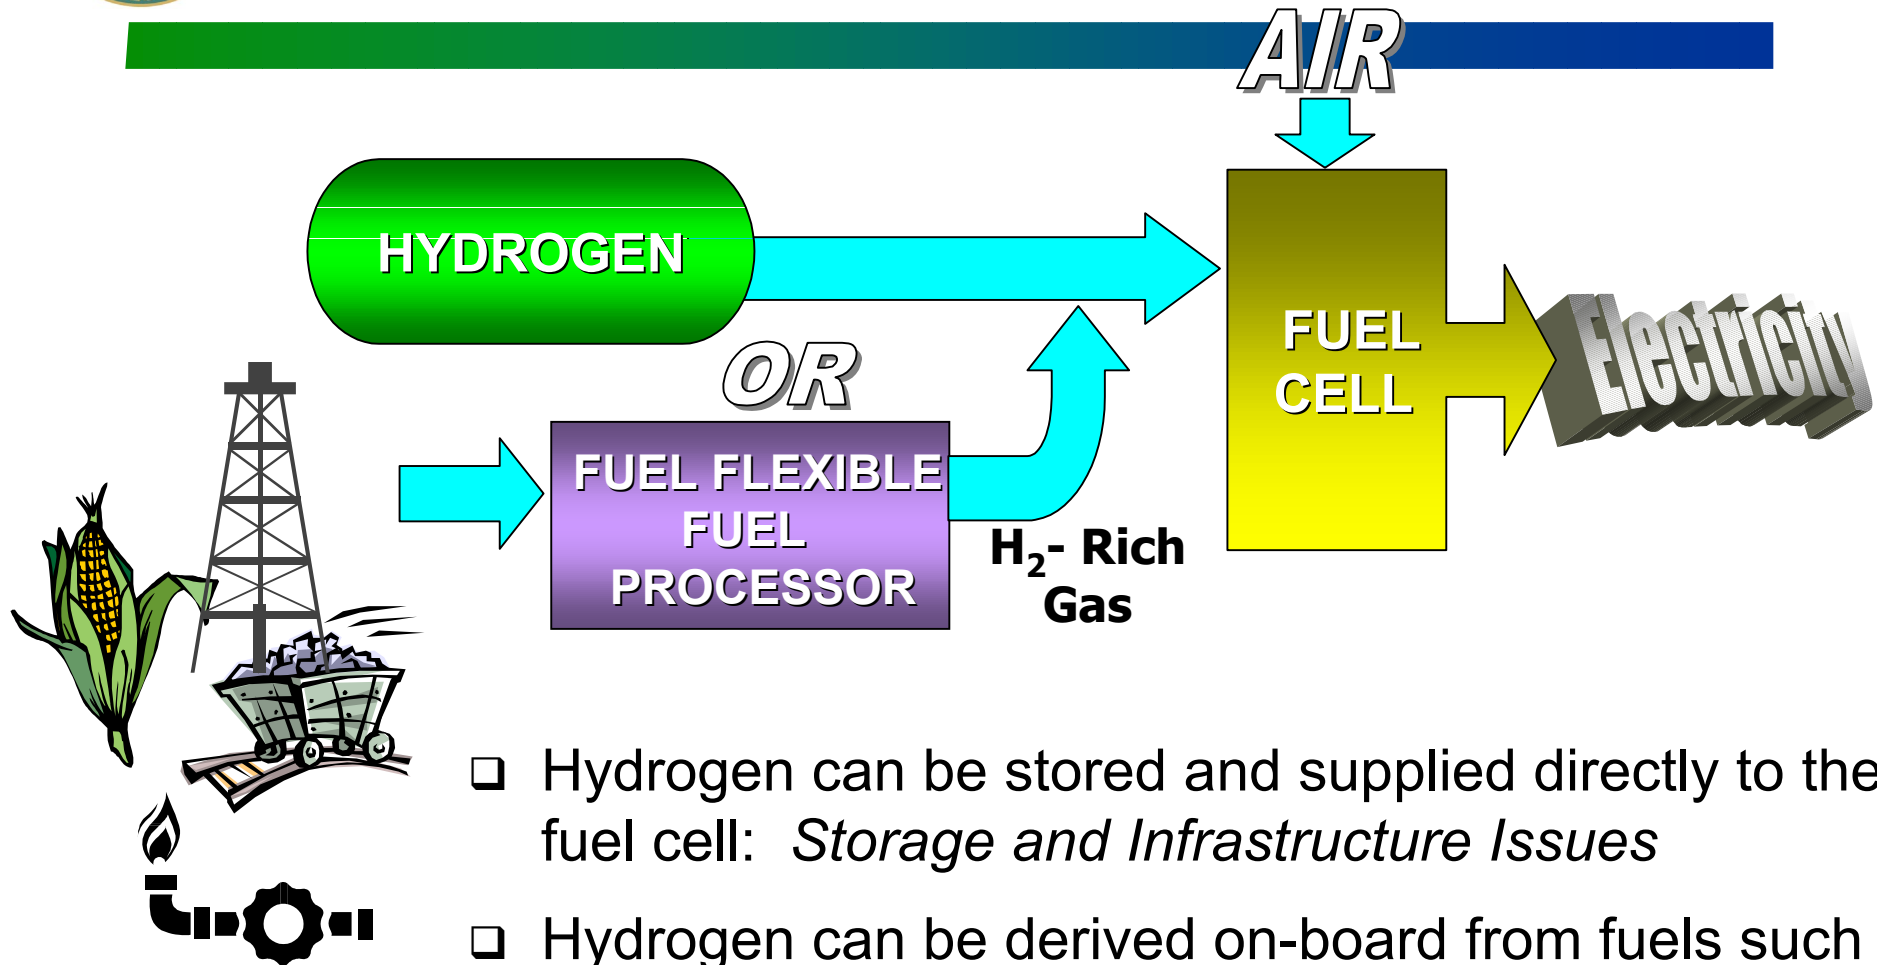 AIR
HYDROGEN
OR
FUEL
CELL
Electricity
FUEL FLEXIBLE
FUEL
PROCESSOR
H₂- Rich
Gas
❑ Hydrogen can be stored and supplied directly to the
fuel cell: Storage and Infrastructure Issues
❑ Hydrogen can be derived on-board from fuels such